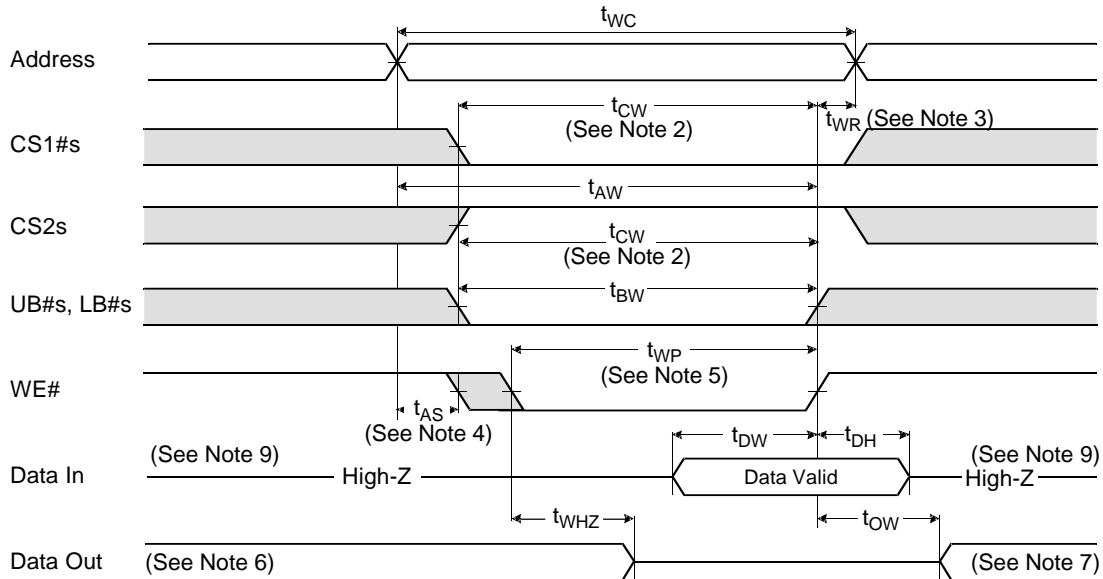 tWC
Address
tCW
(See Note 2)
tWR (See Note 3)
CS1#s
tAW
CS2s
tCW
(See Note 2)
UB#s, LB#s
tBW
tWP
(See Note 5)
WE#
tAS
(See Note 4)
tDW
tDH
(See Note 9)
(See Note 9)
Data In
High-Z
Data Valid
High-Z
tWHZ
tOW
Data Out
(See Note 6)
(See Note 7)